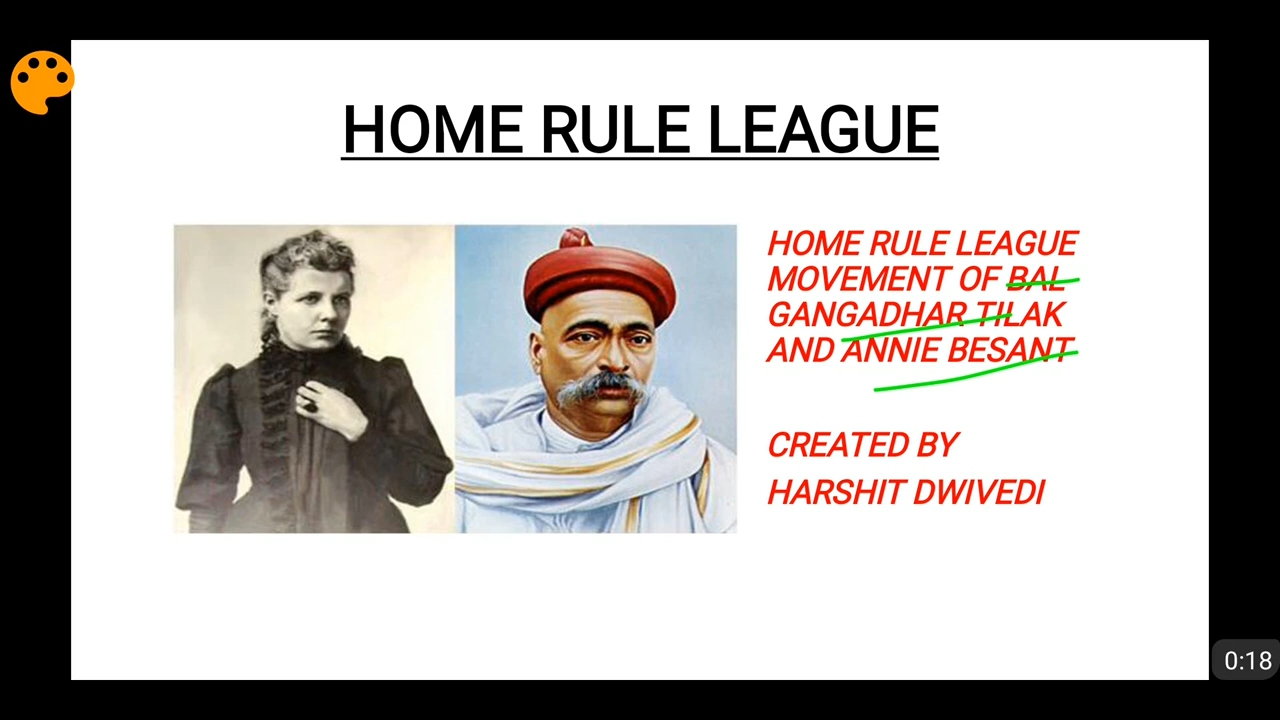 HOME RULE LEAGUE
HOME RULE LEAGUE
MOVEMENT OF BAL
GANGADHAR TILAK
AND ANNIE BESANT
CREATED BY
HARSHIT DWIVEDI
0:18